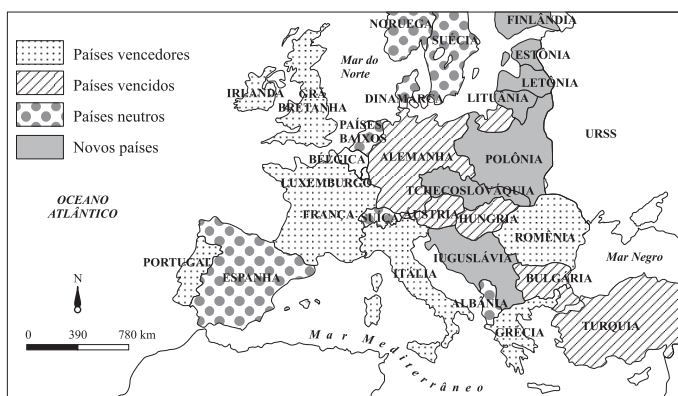 Países vencedores
Países vencidos
Países neutros
Novos países
NORUEGA
SUÉCIA
FINLÂNDIA
ESTÔNIA
LETÔNIA
LITUÂNIA
Mar do
Norte
DINAMARCA
IRLANDA
GRÃ
BRETANHA
PAÍSES
BAIXOS
BÉLGICA
LUXEMBURGO
ALEMANHA
POLÔNIA
URSS
TCHECOSLOVÁQUIA
OCEANO
ATLÂNTICO
FRANÇA
SUÍÇA
ÁUSTRIA
HUNGRIA
ROMÊNIA
IUGUSLÁVIA
Mar Negro
PORTUGAL
ESPANHA
ITÁLIA
BULGÁRIA
ALBÂNIA
GRÉCIA
TURQUIA
N
0 390 780 km
Mar Mediterrâneo